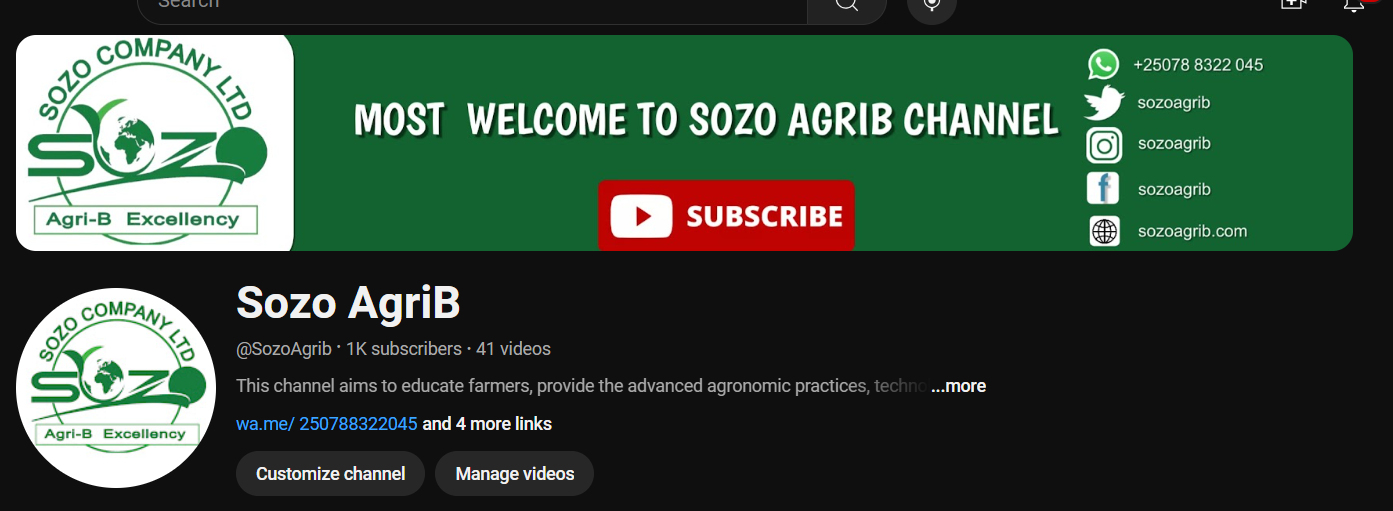 Search
SOZO COMPANY LTD
SOZO
Agri-B Excellency
MOST WELCOME TO SOZO AGRIB CHANNEL
SUBSCRIBE
+25078 8322 045
sozoagrib
sozoagrib
sozoagrib
sozoagrib.com
SOZO COMPANY LTD
SOZO
Agri-B Excellency
Sozo AgriB
@SozoAgrib · 1K subscribers · 41 videos
This channel aims to educate farmers, provide the advanced agronomic practices, techno ...more
wa.me/ 250788322045 and 4 more links
Customize channel
Manage videos